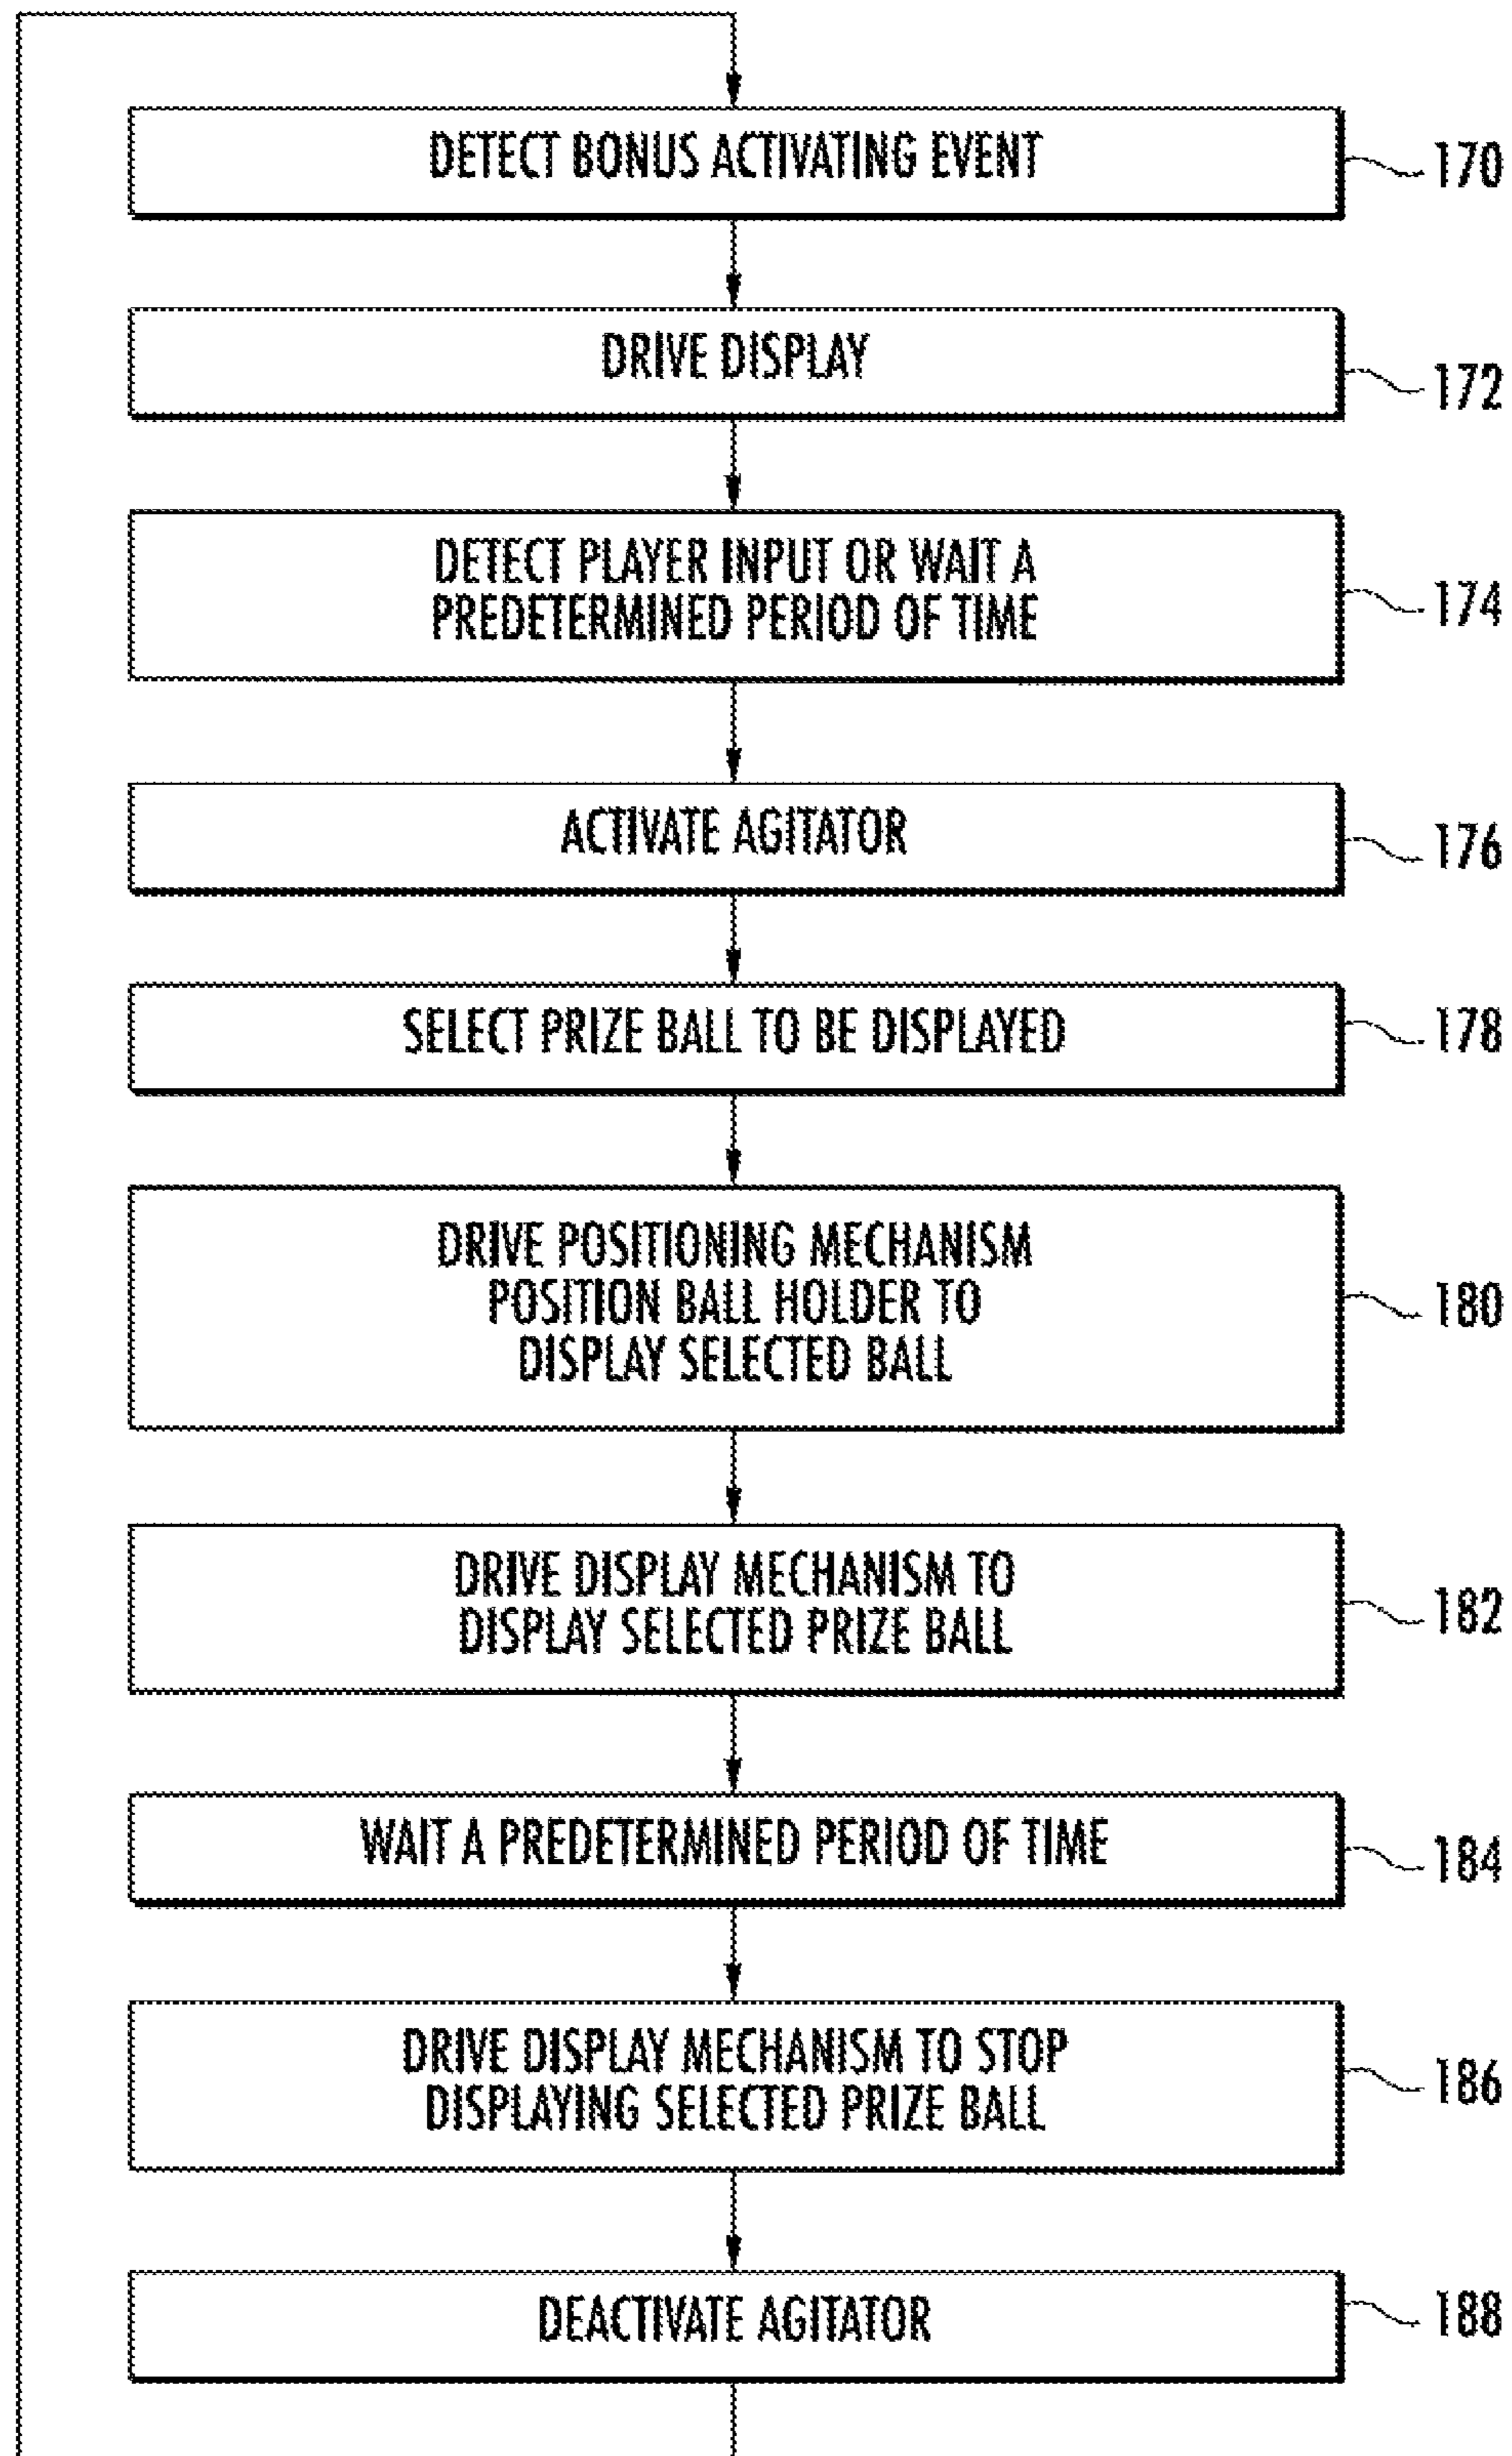 DETECT BONUS ACTIVATING EVENT
170
DRIVE DISPLAY
172
DETECT PLAYER INPUT OR WAIT A
PREDETERMINED PERIOD OF TIME
174
ACTIVATE AGITATOR
176
SELECT PRIZE BALL TO BE DISPLAYED
178
DRIVE POSITIONING MECHANISM
POSITION BALL HOLDER TO
DISPLAY SELECTED BALL
180
DRIVE DISPLAY MECHANISM TO
DISPLAY SELECTED PRIZE BALL
182
WAIT A PREDETERMINED PERIOD OF TIME
184
DRIVE DISPLAY MECHANISM TO STOP
DISPLAYING SELECTED PRIZE BALL
186
DEACTIVATE AGITATOR
188